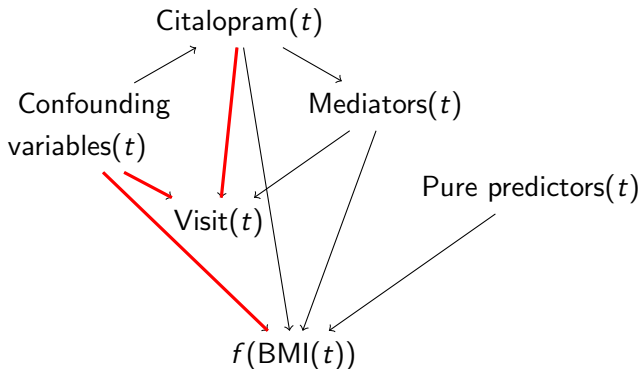 Citalopram(t)
Confounding
variables(t)
Mediators(t)
Pure predictors(t)
Visit(t)
f(BMI(t))